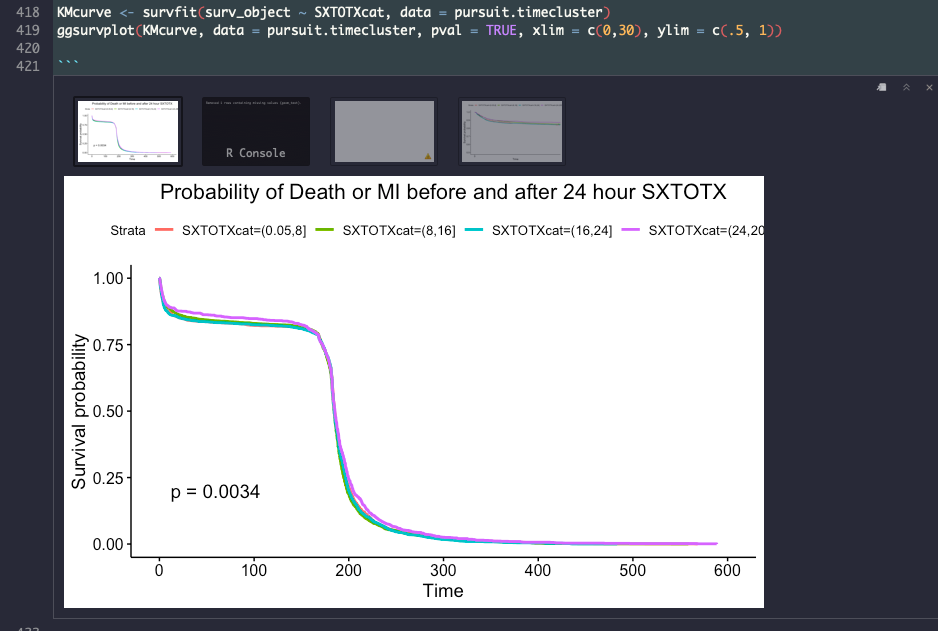 418 KMcurve <- survfit(surv_object ~ SXTOTXcat, data = pursuit.timecluster)
419 ggsurvplot(KMcurve, data = pursuit.timecluster, pval = TRUE, xlim = c(0,30), ylim = c(.5, 1))
420
421 ```
R Console
Probability of Death or MI before and after 24 hour SXTOTX
Strata SXTOTXcat=(0.05,8] SXTOTXcat=(8,16] SXTOTXcat=(16,24] SXTOTXcat=(24,20
Survival probability
1.00
0.75
0.50
0.25
0.00
p = 0.0034
0 100 200 300 400 500 600
Time